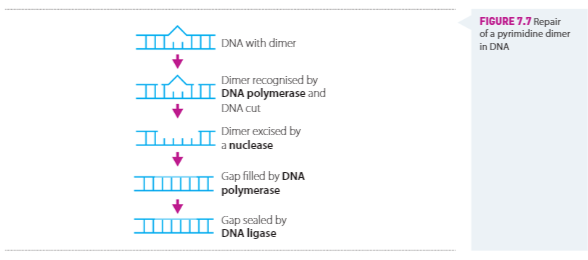 DNA with dimer
Dimer recognised by
DNA polymerase and
DNA cut
Dimer excised by
a nuclease
Gap filled by DNA
polymerase
Gap sealed by
DNA ligase
FIGURE 7.7 Repair
of a pyrimidine dimer
in DNA